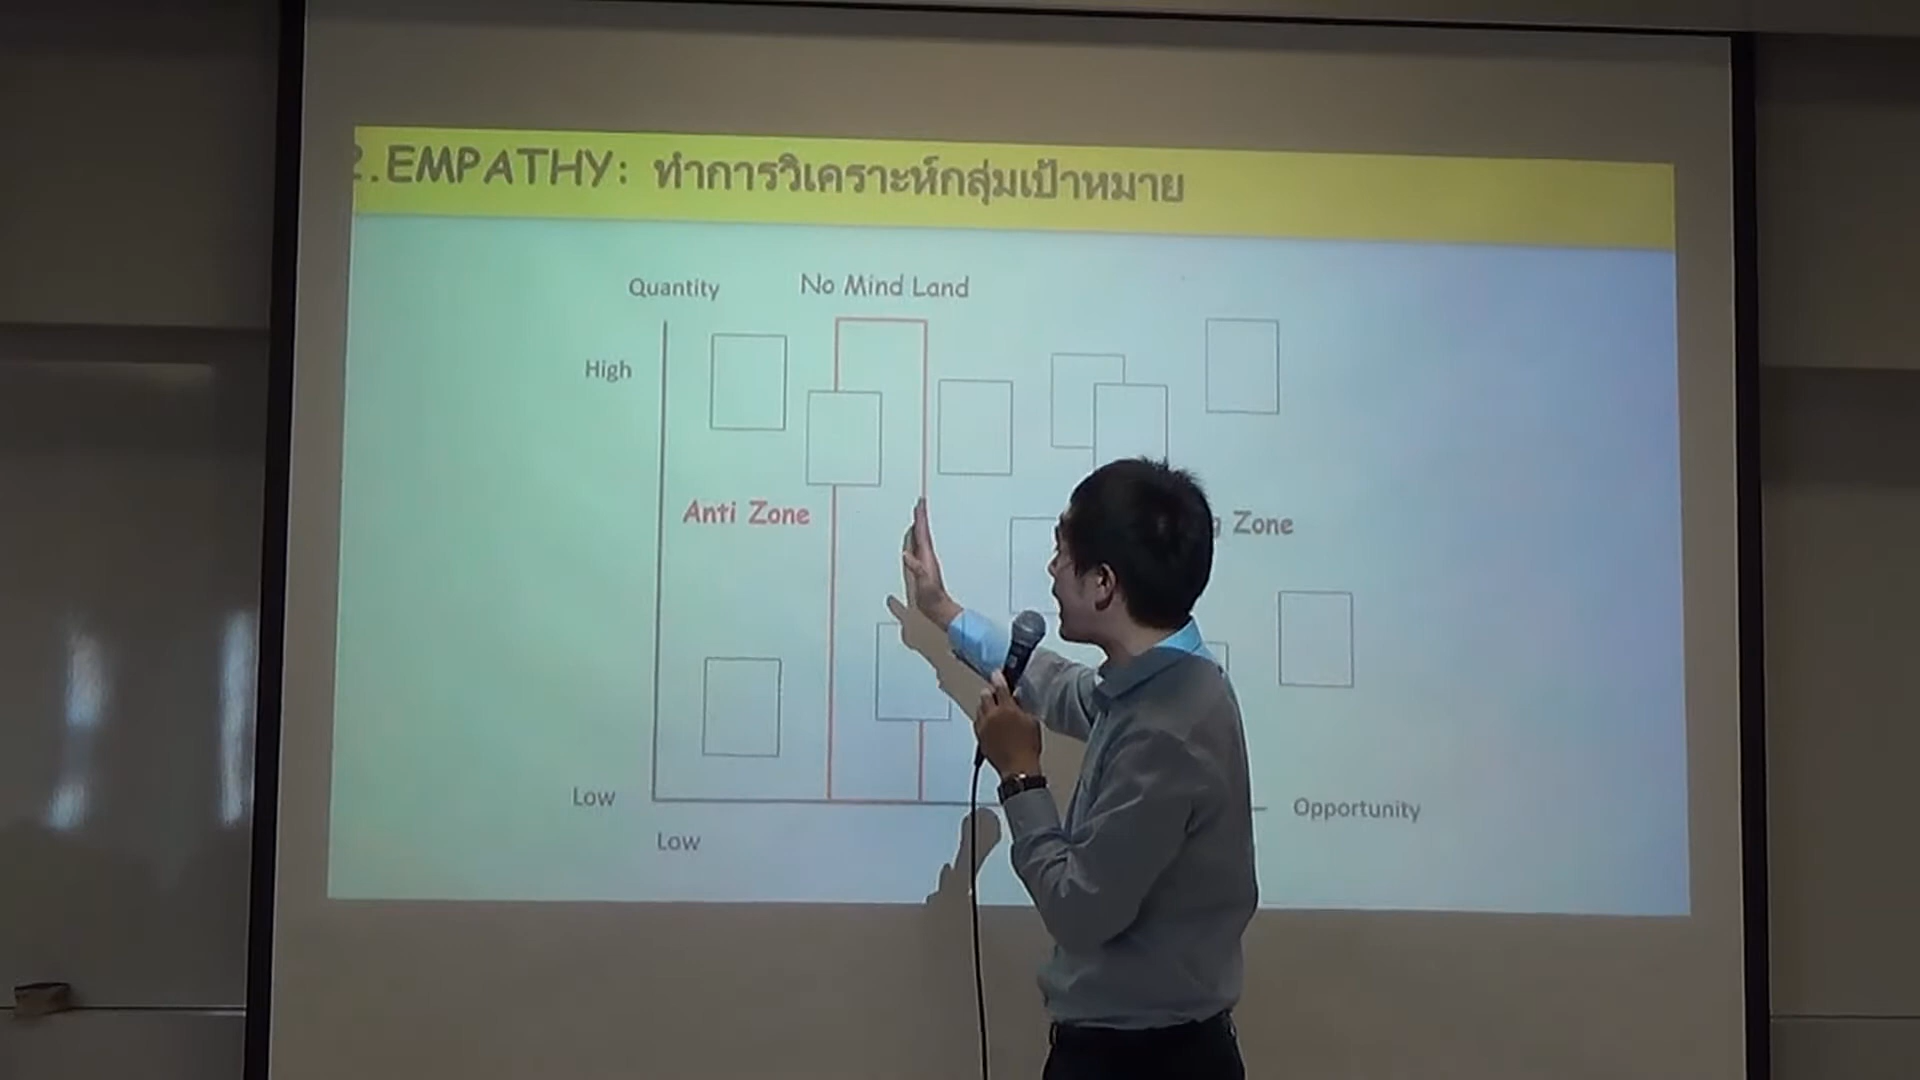 .EMPATHY: ทำการวิเคราะห์กลุ่มเป้าหมาย
Quantity
No Mind Land
High
Anti Zone
Zone
Low
Opportunity
Low